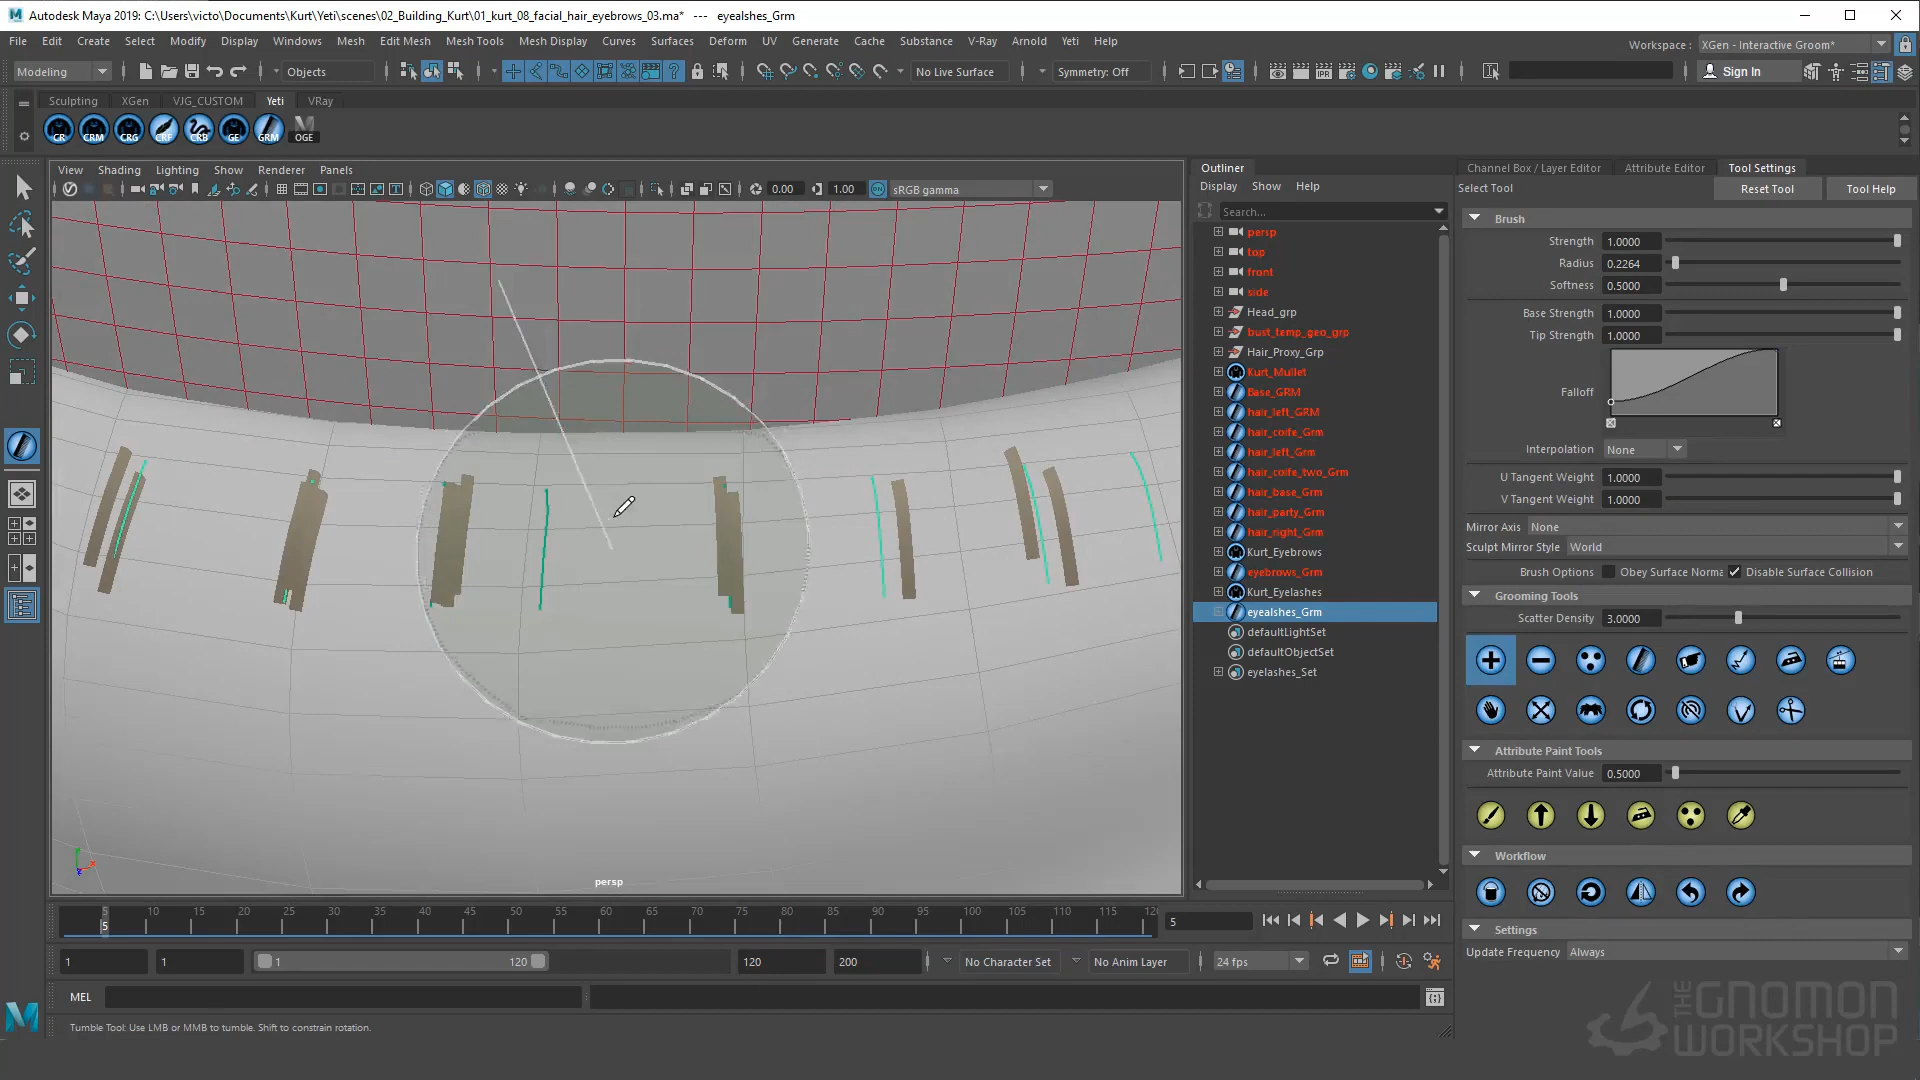 Autodesk Maya 2019: C:\Users\victo\Documents\Kurt\Yeti\scenes\02_Building_Kurt\01_kurt_08_facial_hair_eyebrows_03.ma* --- eyealshes_Grm
File Edit Create Select Modify Display Windows Mesh Edit Mesh Mesh Tools Mesh Display Curves Surfaces Deform UV Generate Cache Substance V-Ray Arnold Yeti Help
Workspace : XGen - Interactive Groom*
Modeling Objects No Live Surface Symmetry: Off IPR Sign In
Sculpting XGen VJG_CUSTOM Yeti VRay
CR CRM CRG CRF CRB GE GRM OGE
View Shading Lighting Show Renderer Panels
0.00 1.00 ON sRGB gamma
persp
Outliner
Display Show Help
Search...
persp
top
front
side
Head_grp
bust_temp_geo_grp
Hair_Proxy_Grp
Kurt_Mullet
Base_GRM
hair_left_GRM
hair_coife_Grm
hair_left_Grm
hair_coife_two_Grm
hair_base_Grm
hair_party_Grm
hair_right_Grm
Kurt_Eyebrows
eyebrows_Grm
Kurt_Eyelashes
eyealshes_Grm
defaultLightSet
defaultObjectSet
eyelashes_Set
Channel Box / Layer Editor Attribute Editor Tool Settings
Select Tool Reset Tool Tool Help
Brush
Strength 1.0000
Radius 0.2264
Softness 0.5000
Base Strength 1.0000
Tip Strength 1.0000
Falloff
Interpolation None
U Tangent Weight 1.0000
V Tangent Weight 1.0000
Mirror Axis None
Sculpt Mirror Style World
Brush Options Obey Surface Norma Disable Surface Collision
Grooming Tools
Scatter Density 3.0000
Attribute Paint Tools
Attribute Paint Value 0.5000
Workflow
Settings
Update Frequency Always
5 10 15 20 25 30 35 40 45 50 55 60 65 70 75 80 85 90 95 100 105 110 115 120
5 5
1 1 1 120 120 200 No Character Set No Anim Layer 24 fps
MEL
Tumble Tool: Use LMB or MMB to tumble. Shift to constrain rotation.
THE GNOMON
WORKSHOP